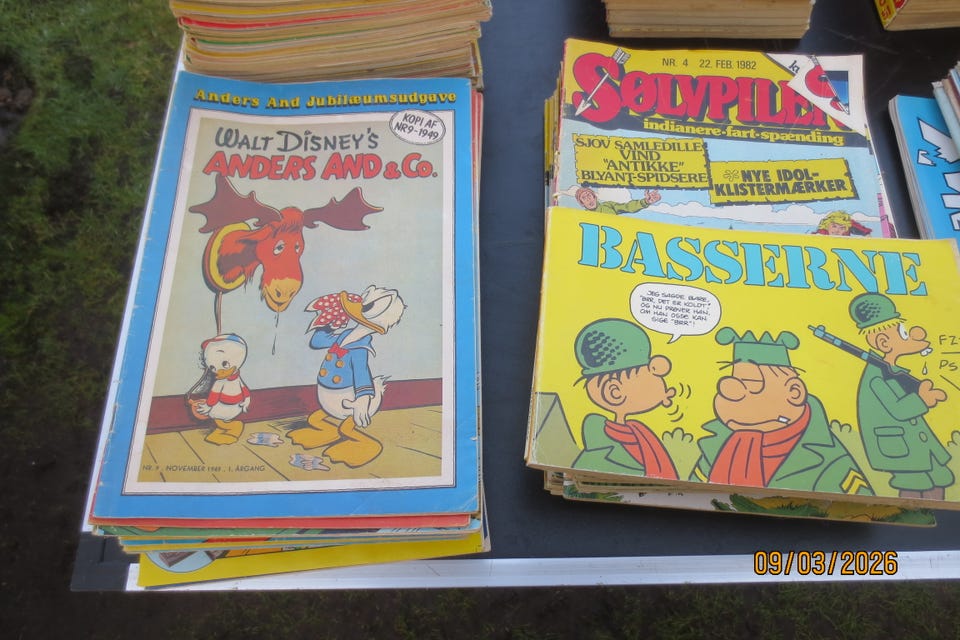 Anders And Jubilæumsudgave
KOPI AF
NR 9-1949
WALT DISNEY'S
ANDERS AND & CO.
NR. 9. NOVEMBER 1949. 1. ÅRGANG
NR. 4 22. FEB. 1982
SØLVPILEN
indianere·fart·spænding
SJOV SAMLEDILLE
VIND
"ANTIKKE"
BLYANT-SPIDSERE
* NYE IDOL-
KLISTERMÆRKER
BASSERNE
JEG SAGDE BARE,
"BRR, DET ER KOLDT",
OG NU PRØVER HAN,
OM HAN OGSÅ KAN
SIGE "BRR"!
09/03/2026